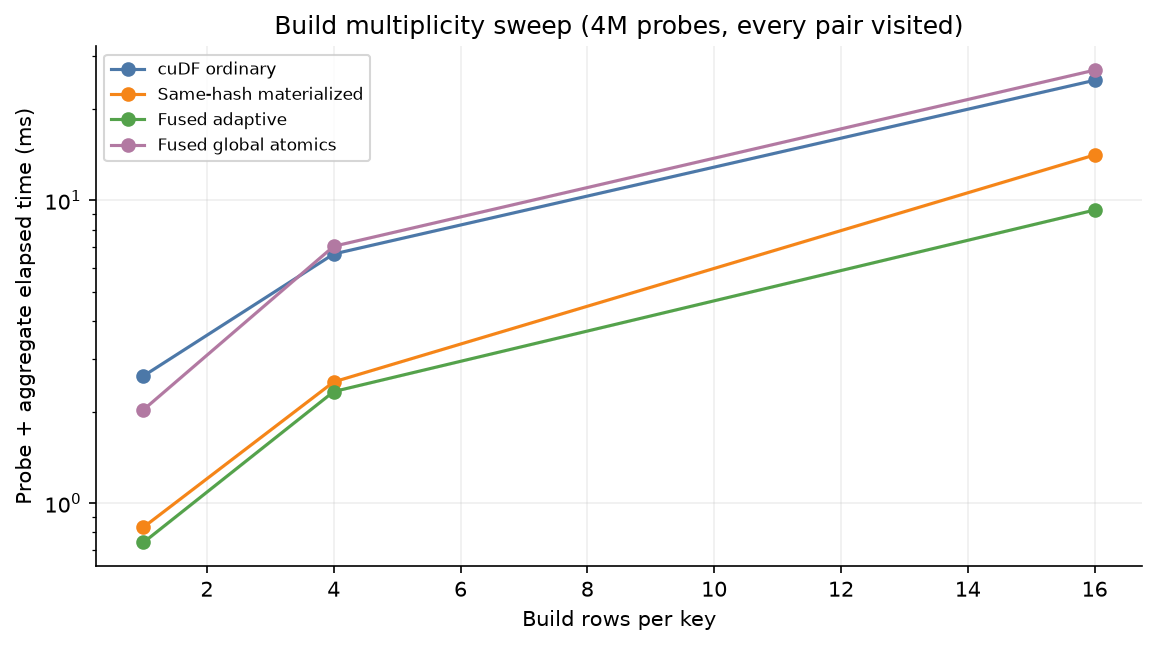 Build multiplicity sweep (4M probes, every pair visited)
cuDF ordinary
Same-hash materialized
Fused adaptive
Fused global atomics
Probe + aggregate elapsed time (ms)
10¹
10⁰
2 4 6 8 10 12 14 16
Build rows per key